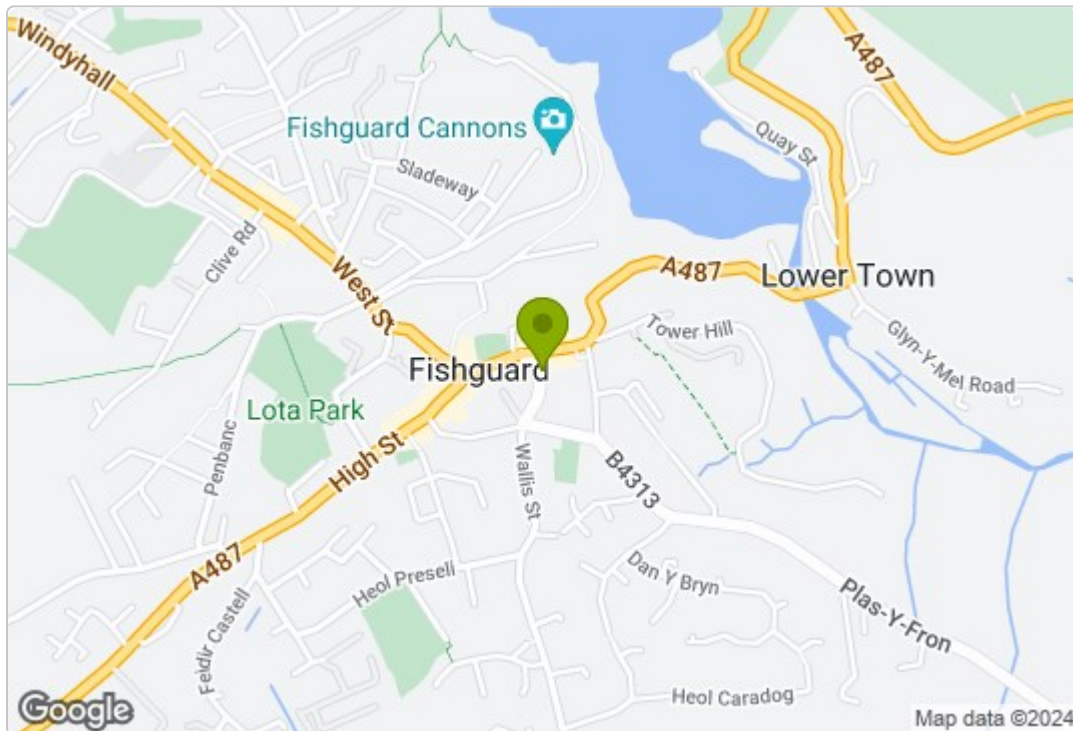 Windyhall
A487
Fishguard Cannons
Quay St
Sladeway
Clive Rd
West St
A487
Lower Town
Tower Hill
Glyn-Y-Mel Road
Fishguard
Lota Park
Penbanc
High St
Wallis St
B4313
A487
Heol Preseli
Dan Y Bryn
Plas-Y-Fron
Feidir Castell
Heol Caradog
Google
Map data ©2024